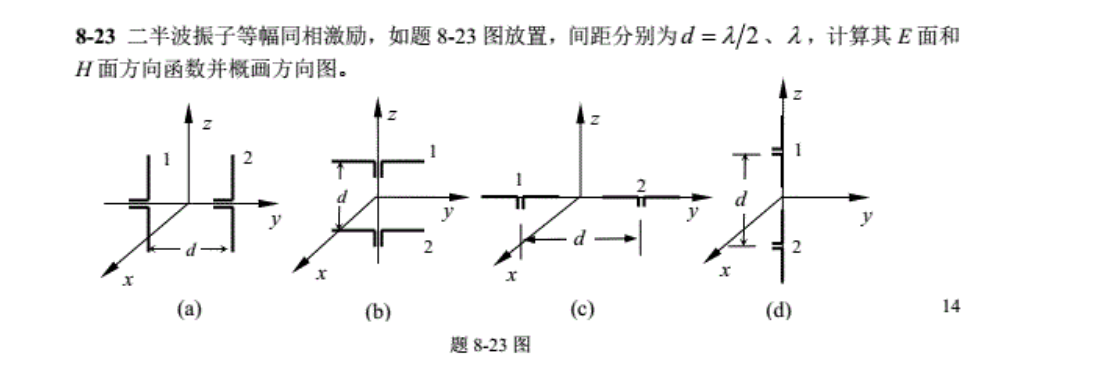 8-23 二半波振子等幅同相激励，如题 8-23 图放置，间距分别为 d = λ/2 、 λ ，计算其 E 面和
H 面方向函数并概画方向图。
z
1
2
y
d
x
(a)
z
1
d
y
2
x
(b)
z
1
2
y
d
x
(c)
z
1
d
y
2
x
(d)
14
题 8-23 图